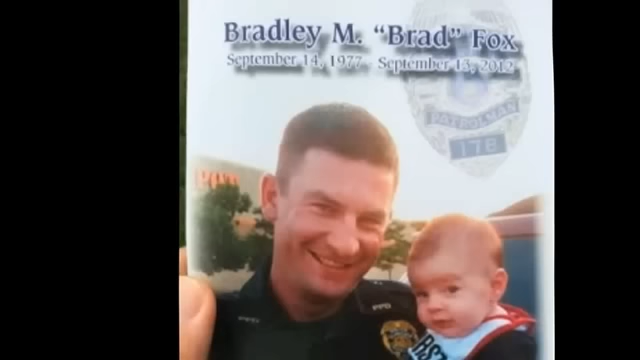 Bradley M. “Brad” Fox
September 14, 1977 - September 13, 2012
PATROLMAN
178